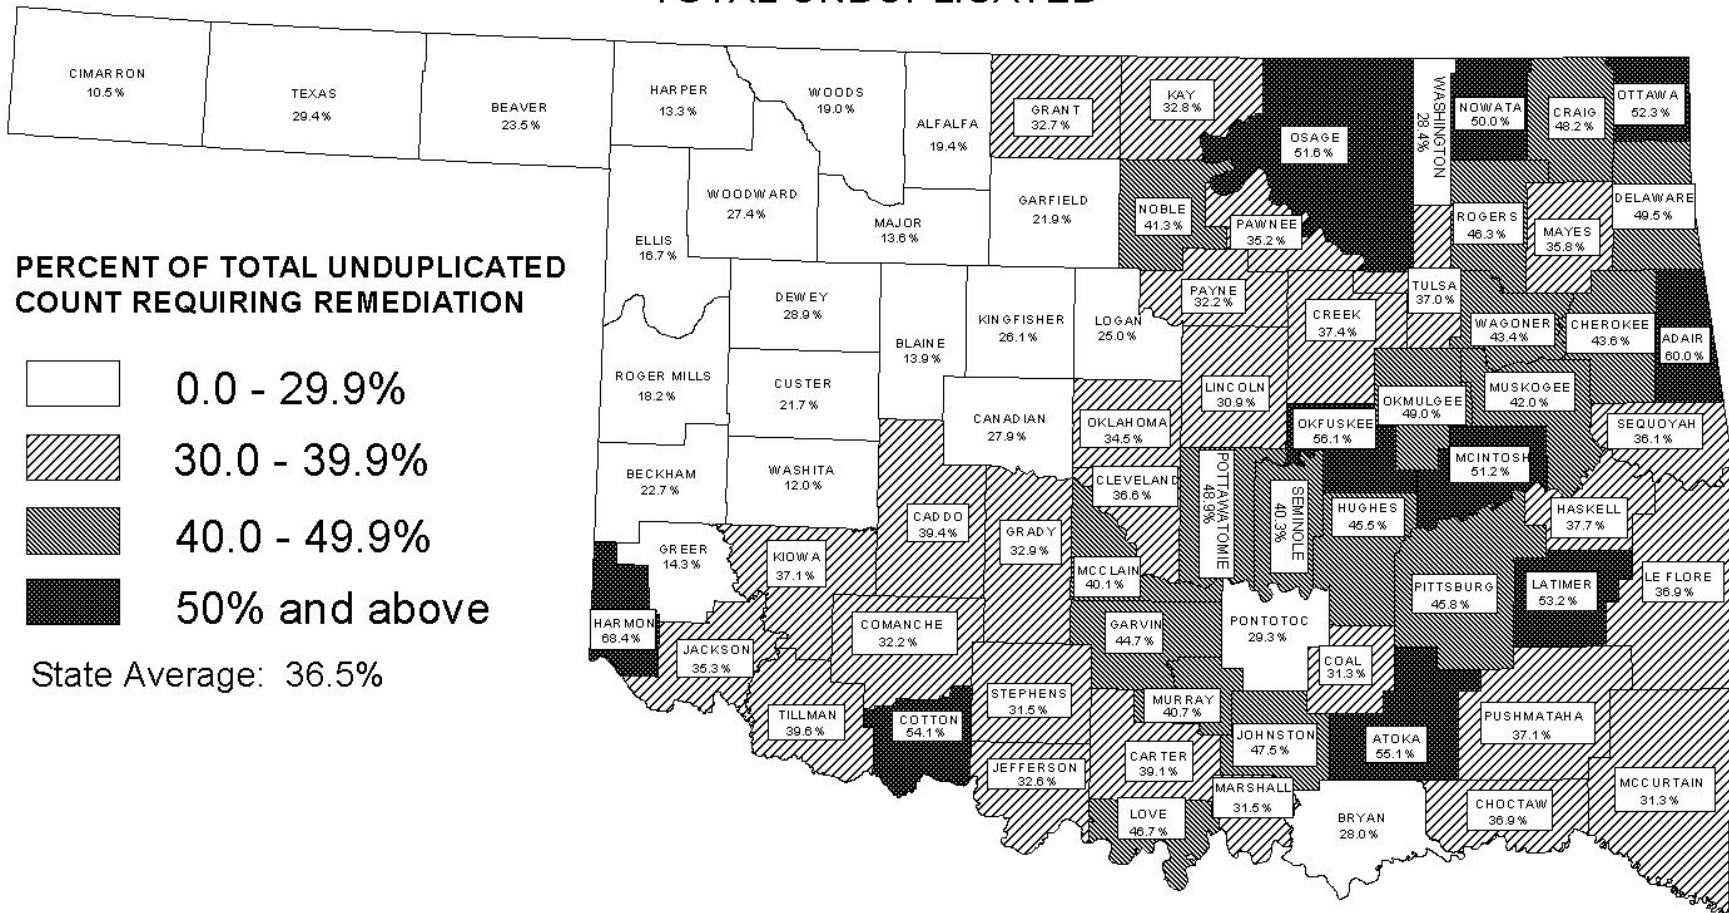 TOTAL UNDUPLICATED
CIMARRON
10.5%
TEXAS
29.4%
BEAVER
23.5%
HARPER
13.3%
WOODS
19.0%
ALFALFA
19.4%
GRANT
32.7%
KAY
32.8%
OSAGE
51.6%
WASHINGTON
28.4%
NOWATA
50.0%
CRAIG
48.2%
OTTAWA
52.3%
WOODWARD
27.4%
ELLIS
16.7%
MAJOR
13.6%
GARFIELD
21.9%
NOBLE
41.3%
PAWNEE
35.2%
ROGERS
46.3%
MAYES
35.8%
DELAWARE
49.5%
PERCENT OF TOTAL UNDUPLICATED
COUNT REQUIRING REMEDIATION
0.0 - 29.9%
30.0 - 39.9%
40.0 - 49.9%
50% and above
State Average: 36.5%
DEWEY
28.9%
BLAINE
13.9%
KINGFISHER
26.1%
LOGAN
25.0%
PAYNE
32.2%
CREEK
37.4%
TULSA
37.0%
WAGONER
43.4%
CHEROKEE
43.6%
ADAIR
60.0%
ROGER MILLS
18.2%
CUSTER
21.7%
CANADIAN
27.9%
OKLAHOMA
34.5%
LINCOLN
30.9%
OKFUSKEE
56.1%
OKMULGEE
49.0%
MUSKOGEE
42.0%
SEQUOYAH
36.1%
BECKHAM
22.7%
WASHITA
12.0%
CADDO
39.4%
GRADY
32.9%
CLEVELAND
36.6%
POTTAWATOMIE
48.9%
SEMINOLE
40.3%
HUGHES
45.5%
MCINTOSH
51.2%
HASKELL
37.7%
GREER
14.3%
KIOWA
37.1%
MCCLAIN
40.1%
PITTSBURG
45.8%
LATIMER
53.2%
LE FLORE
36.9%
HARMON
68.4%
JACKSON
35.3%
COMANCHE
32.2%
GARVIN
44.7%
PONTOTOC
29.3%
COAL
31.3%
TILLMAN
39.6%
COTTON
54.1%
STEPHENS
31.5%
MURRAY
40.7%
JOHNSTON
47.5%
ATOKA
55.1%
PUSHMATAHA
37.1%
JEFFERSON
32.6%
CARTER
39.1%
MARSHALL
31.5%
LOVE
46.7%
BRYAN
28.0%
CHOCTAW
36.9%
MCCURTAIN
31.3%